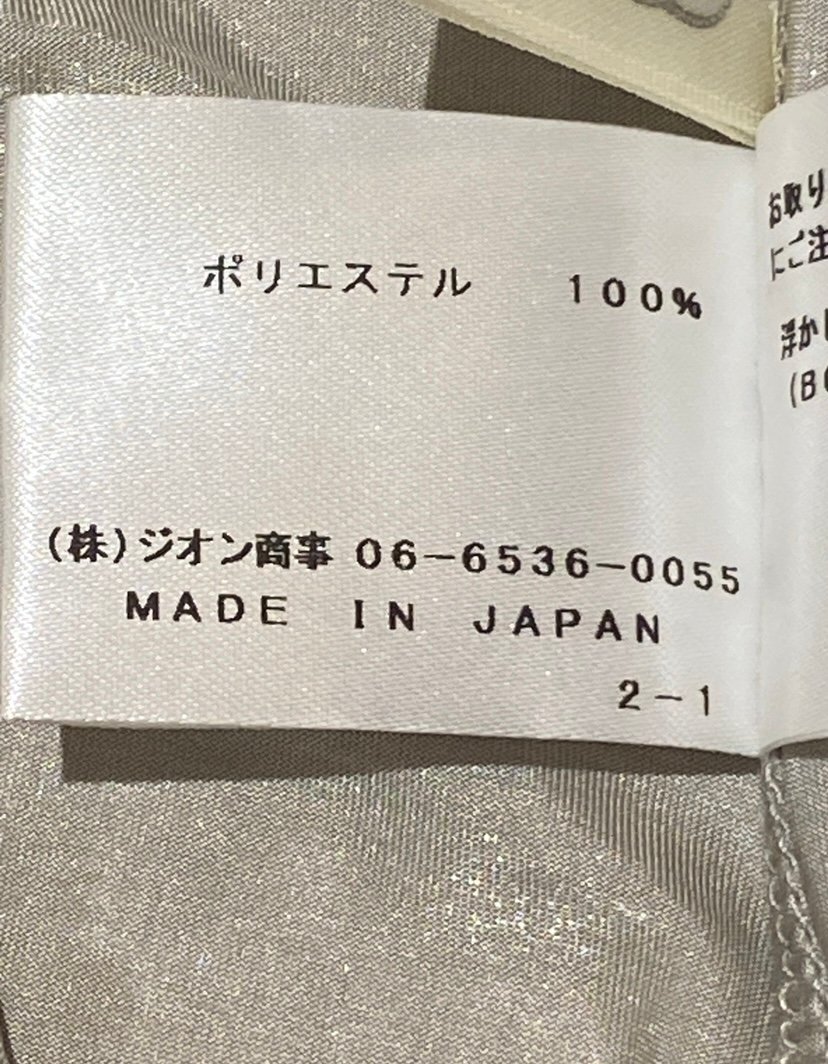 ポリエステル 100%
(株)ジオン商事 06-6536-0055
MADE IN JAPAN
2-1
お取り
にご注
浮かし
(B